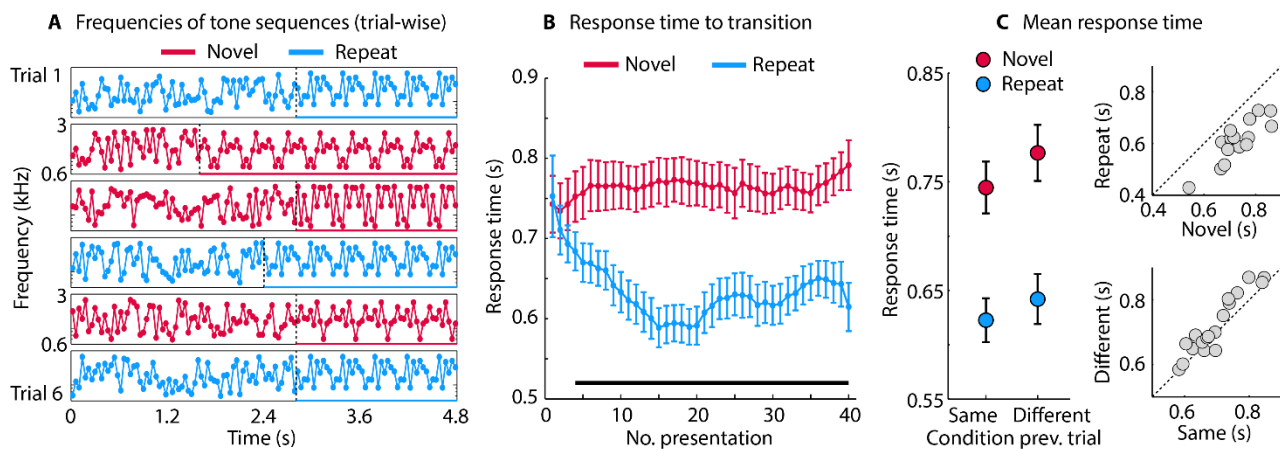 A Frequencies of tone sequences (trial-wise)
Novel Repeat
Trial 1
3
0.6
3
0.6
Trial 6
Frequency (kHz)
0 1.2 2.4 3.6 4.8
Time (s)
B Response time to transition
Novel Repeat
0.9
0.8
0.7
0.6
0.5
Response time (s)
0 10 20 30 40
No. presentation
C Mean response time
Novel
Repeat
0.85
0.75
0.65
0.55
Response time (s)
Same Different
Condition prev. trial
0.8
0.6
0.4
Repeat (s)
0.4 0.6 0.8
Novel (s)
0.8
0.6
Different (s)
0.6 0.8
Same (s)